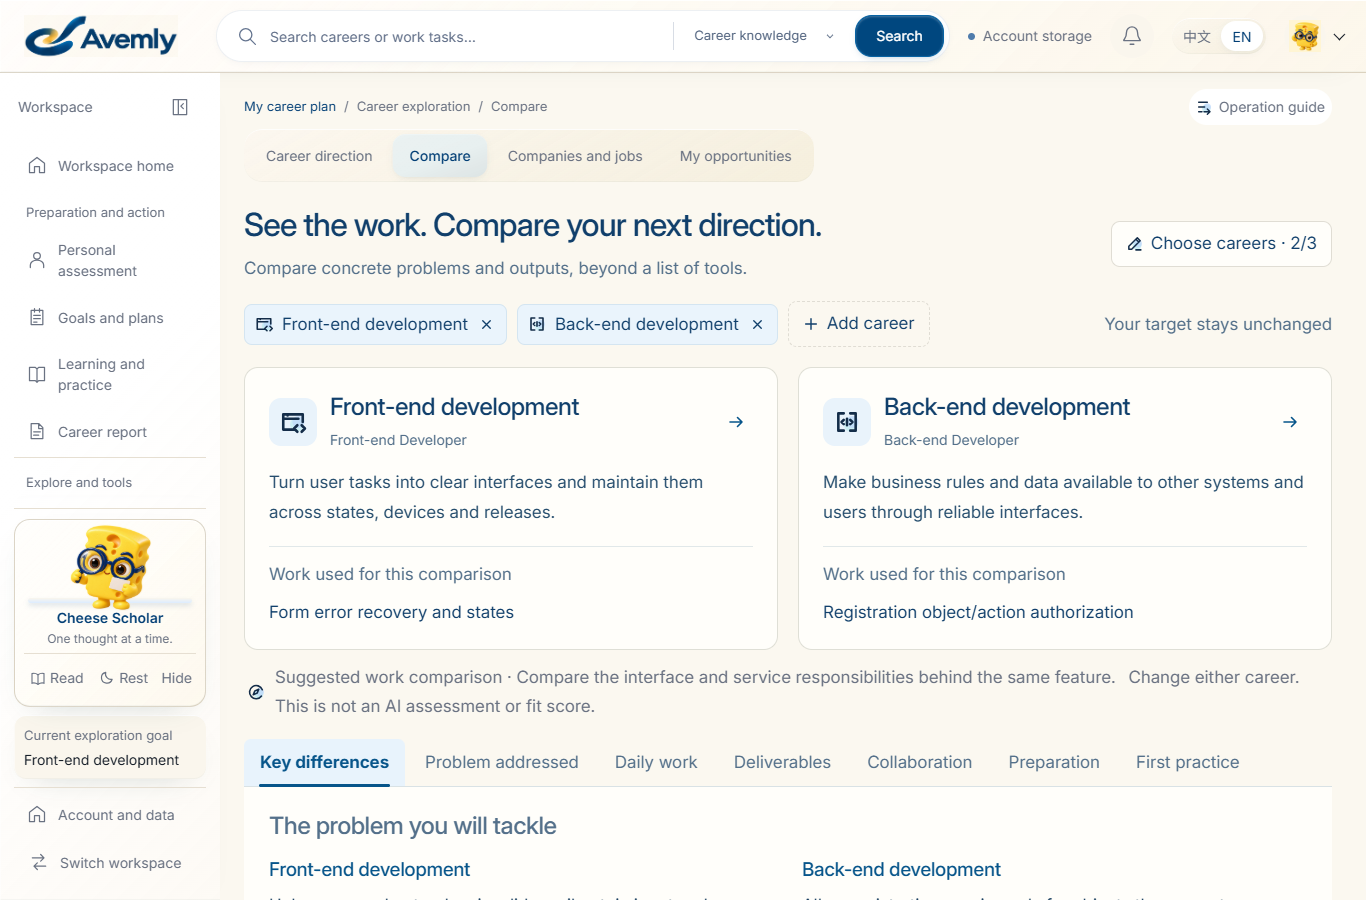 Avemly
Search careers or work tasks...
Career knowledge
Search
Account storage
中文
EN
Workspace
My career plan / Career exploration / Compare
Operation guide
Career direction
Compare
Companies and jobs
My opportunities
Workspace home
Preparation and action
Personal
assessment
Goals and plans
Learning and
practice
Career report
Explore and tools
Cheese Scholar
One thought at a time.
Read
Rest
Hide
Current exploration goal
Front-end development
Account and data
Switch workspace
See the work. Compare your next direction.
Compare concrete problems and outputs, beyond a list of tools.
Choose careers · 2/3
Front-end development ×
Back-end development ×
+ Add career
Your target stays unchanged
Front-end development
Front-end Developer
Turn user tasks into clear interfaces and maintain them
across states, devices and releases.
Work used for this comparison
Form error recovery and states
Back-end development
Back-end Developer
Make business rules and data available to other systems and
users through reliable interfaces.
Work used for this comparison
Registration object/action authorization
Suggested work comparison · Compare the interface and service responsibilities behind the same feature. Change either career.
This is not an AI assessment or fit score.
Key differences
Problem addressed
Daily work
Deliverables
Collaboration
Preparation
First practice
The problem you will tackle
Front-end development
Back-end development